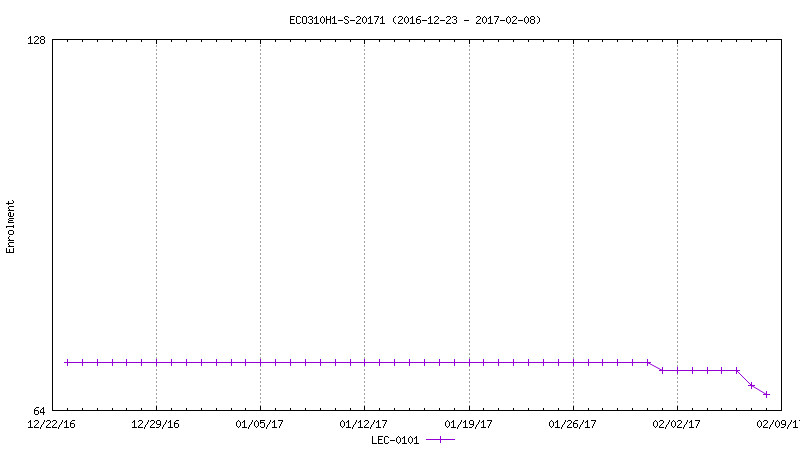 ECO310H1-S-20171 (2016-12-23 - 2017-02-08)
128
Enrolment
64
12/22/16 12/29/16 01/05/17 01/12/17 01/19/17 01/26/17 02/02/17 02/09/17
LEC-0101